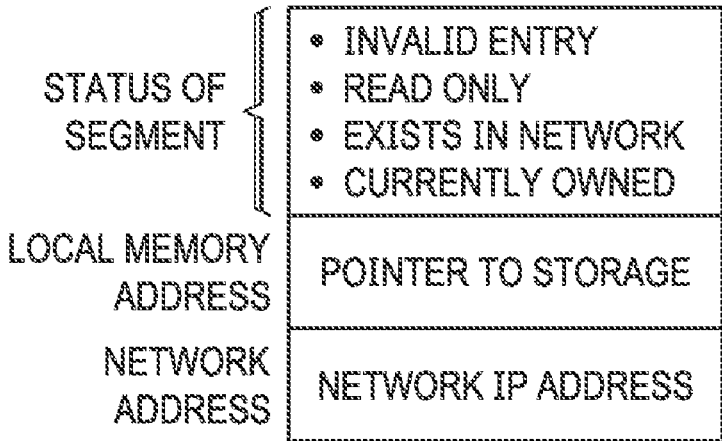 STATUS OF
SEGMENT
• INVALID ENTRY
• READ ONLY
• EXISTS IN NETWORK
• CURRENTLY OWNED
LOCAL MEMORY
ADDRESS
POINTER TO STORAGE
NETWORK
ADDRESS
NETWORK IP ADDRESS